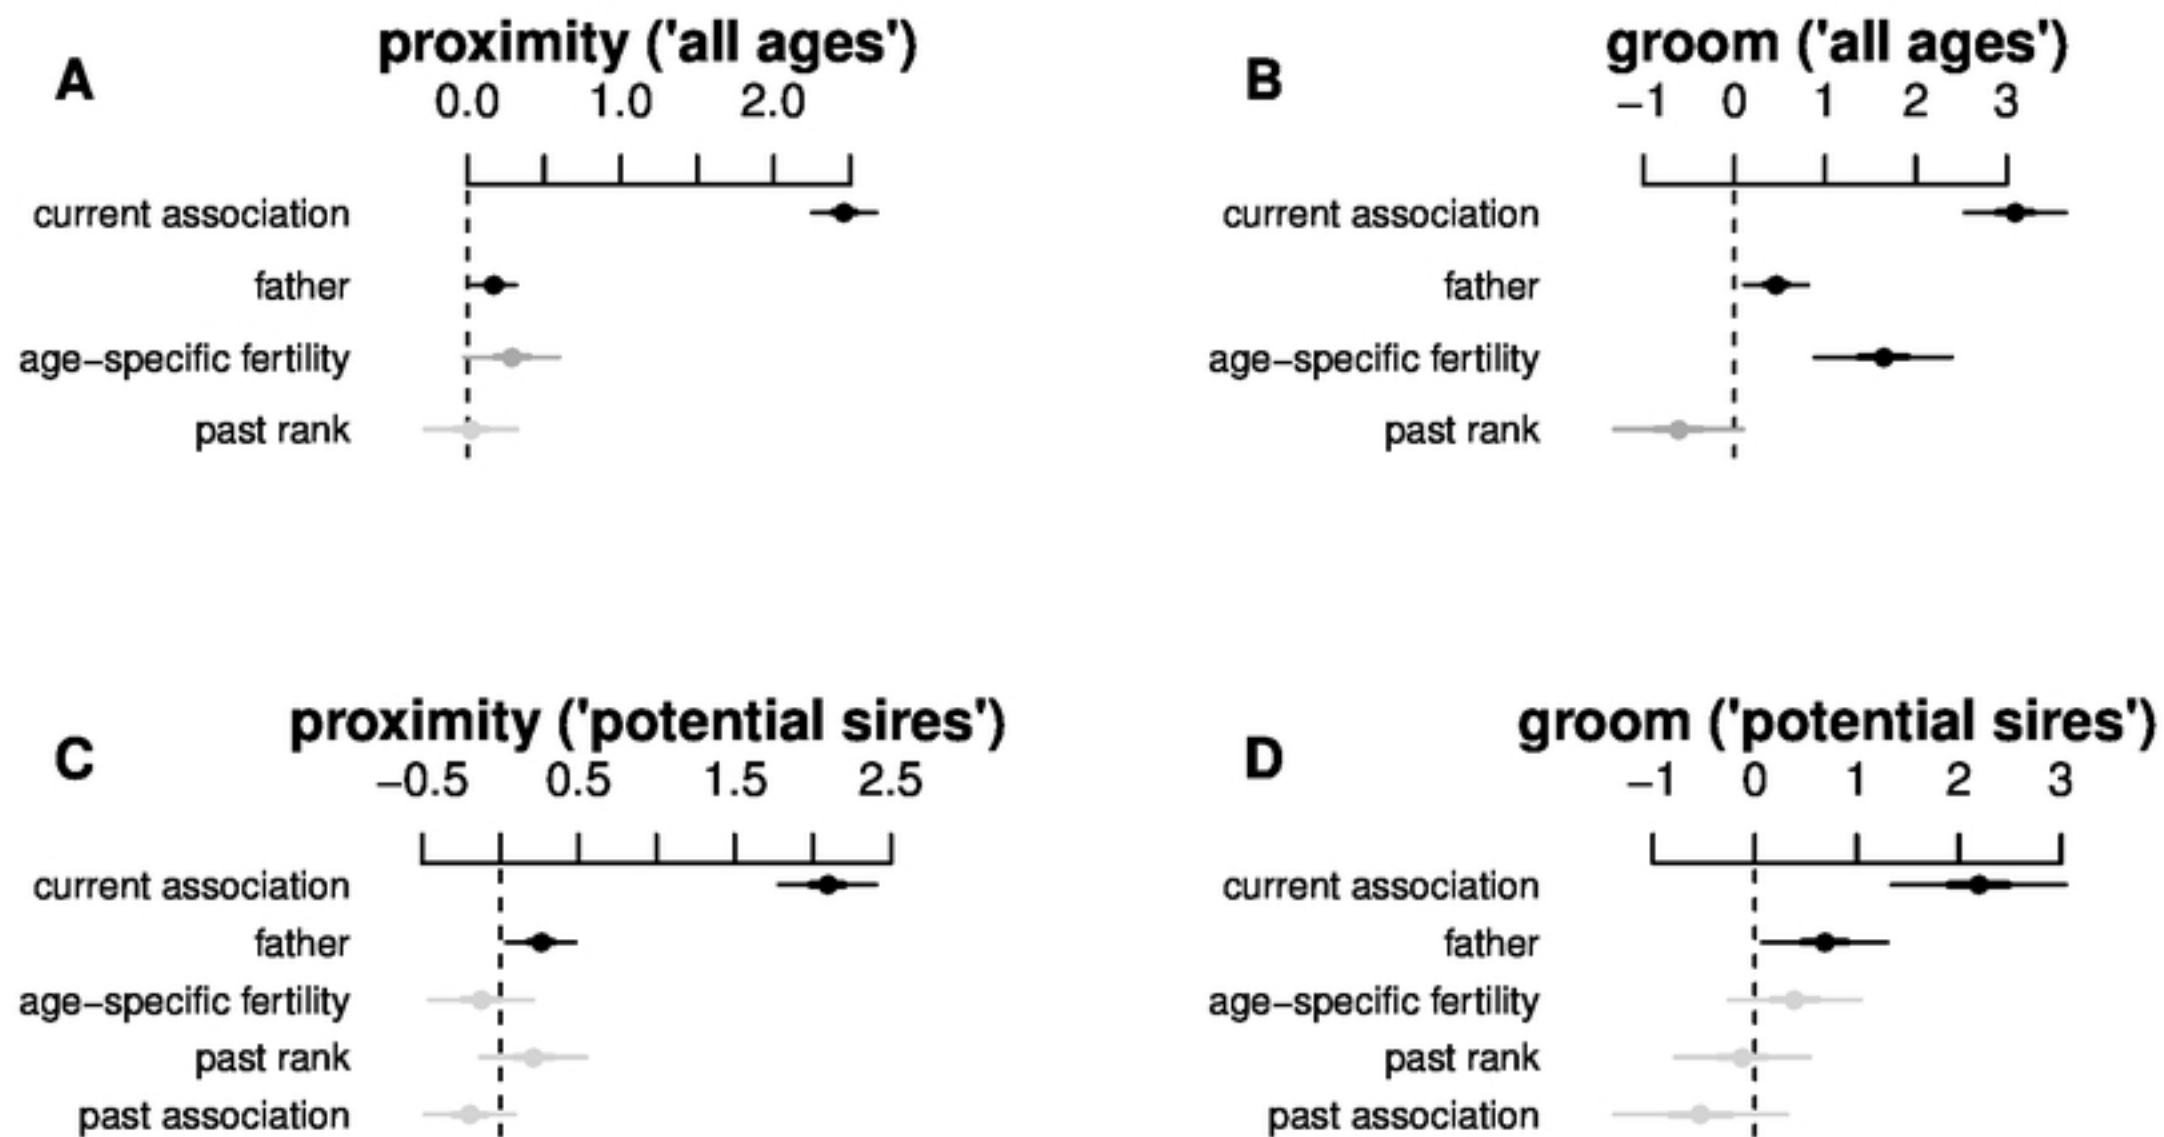 A
proximity ('all ages')
0.0 1.0 2.0
current association
father
age–specific fertility
past rank
B
groom ('all ages')
–1 0 1 2 3
current association
father
age–specific fertility
past rank
C
proximity ('potential sires')
–0.5 0.5 1.5 2.5
current association
father
age–specific fertility
past rank
past association
D
groom ('potential sires')
–1 0 1 2 3
current association
father
age–specific fertility
past rank
past association